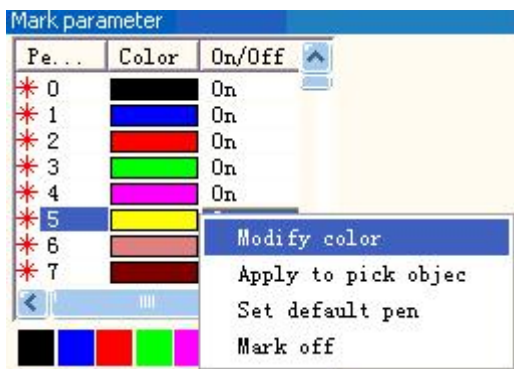 Mark parameter
Pe... Color On/Off
0 On
1 On
2 On
3 On
4 On
5
6
7
Modify color
Apply to pick objec
Set default pen
Mark off